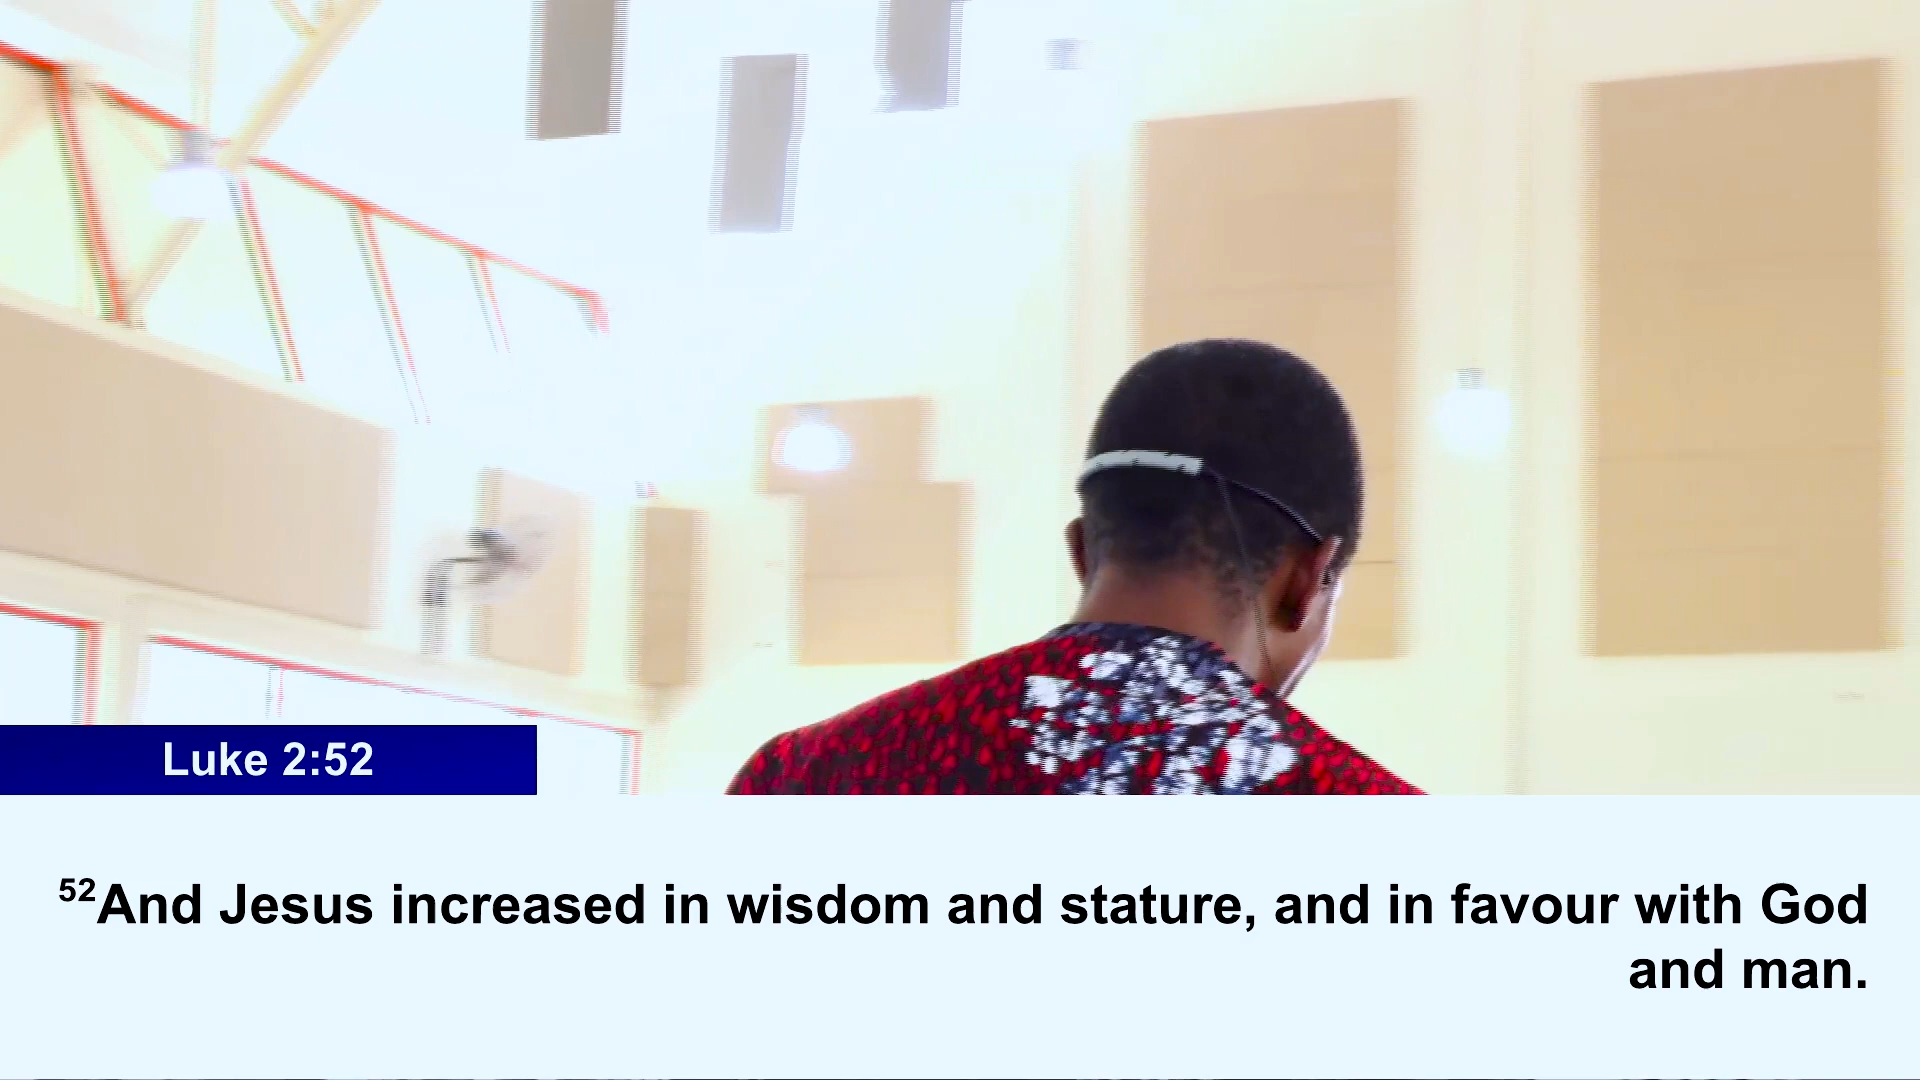 Luke 2:52
52And Jesus increased in wisdom and stature, and in favour with God
and man.